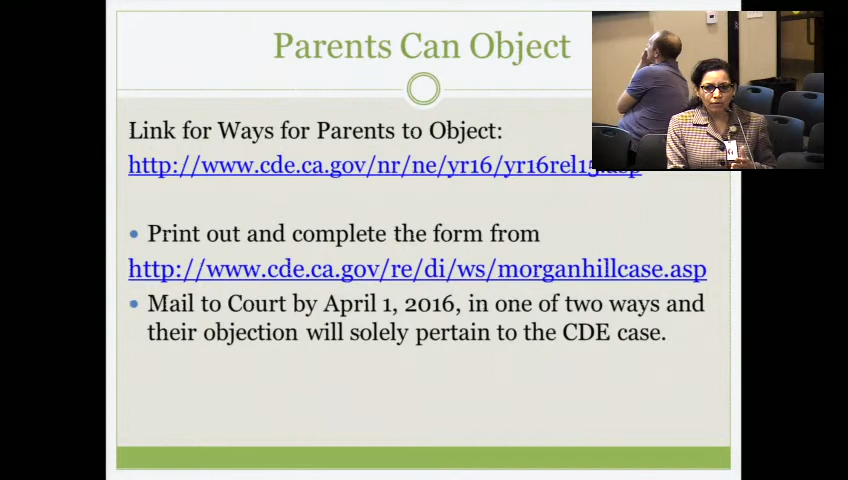 Parents Can Object
Link for Ways for Parents to Object:
http://www.cde.ca.gov/nr/ne/yr16/yr16rel15.asp
• Print out and complete the form from
http://www.cde.ca.gov/re/di/ws/morganhillcase.asp
• Mail to Court by April 1, 2016, in one of two ways and
their objection will solely pertain to the CDE case.